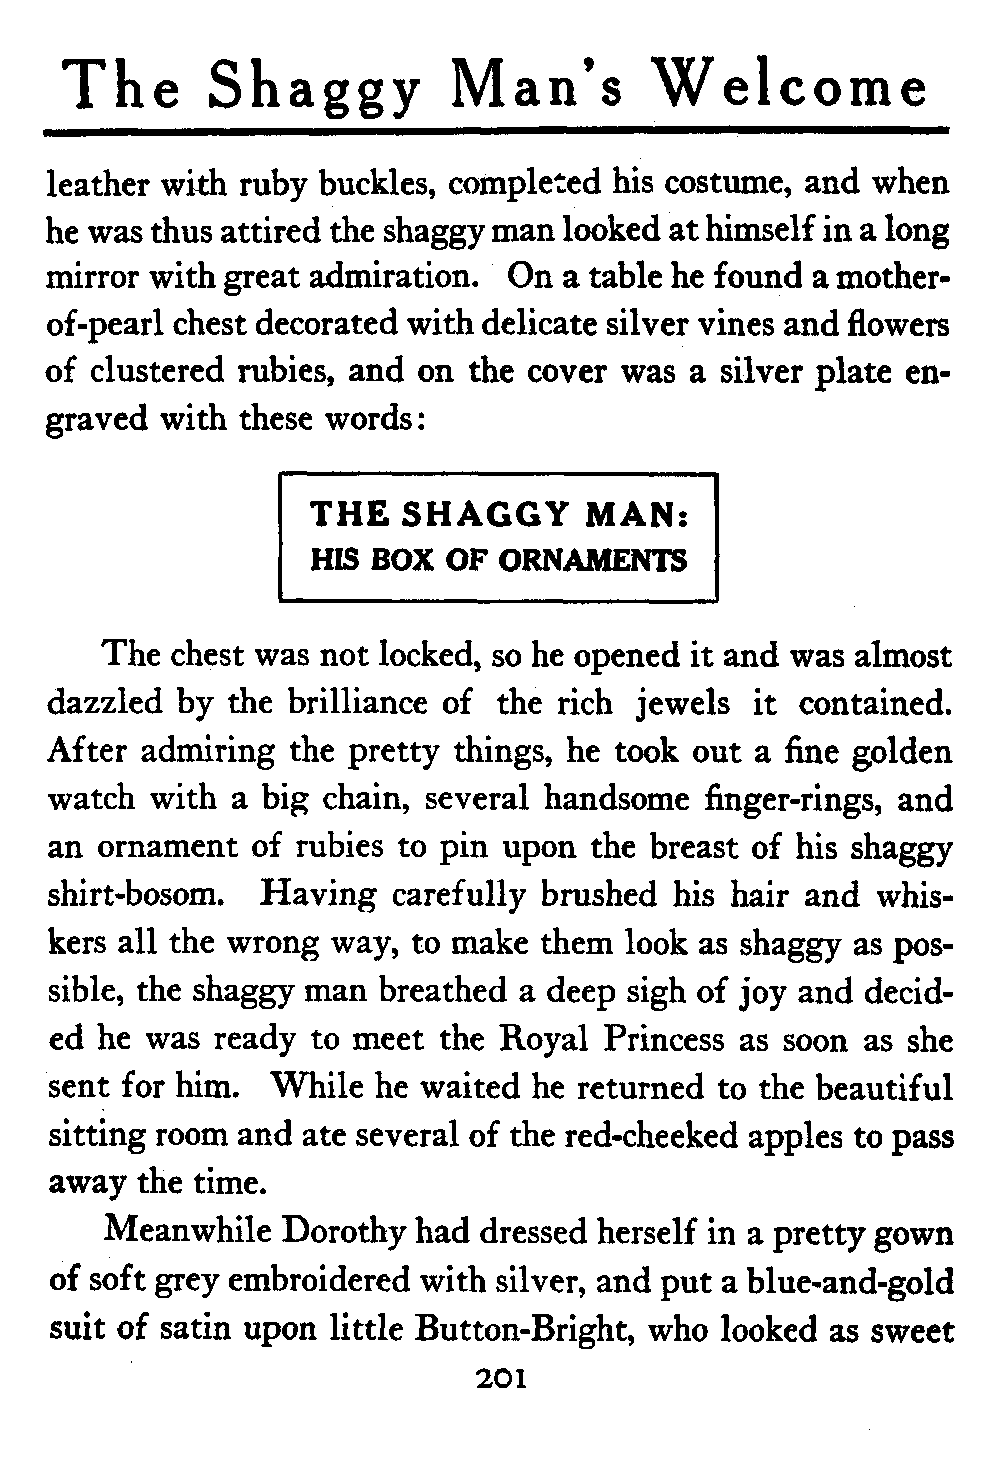 The Shaggy Man's Welcome
leather with ruby buckles, completed his costume, and when
he was thus attired the shaggy man looked at himself in a long
mirror with great admiration. On a table he found a mother-
of-pearl chest decorated with delicate silver vines and flowers
of clustered rubies, and on the cover was a silver plate en-
graved with these words:
THE SHAGGY MAN:
HIS BOX OF ORNAMENTS
The chest was not locked, so he opened it and was almost
dazzled by the brilliance of the rich jewels it contained.
After admiring the pretty things, he took out a fine golden
watch with a big chain, several handsome finger-rings, and
an ornament of rubies to pin upon the breast of his shaggy
shirt-bosom. Having carefully brushed his hair and whis-
kers all the wrong way, to make them look as shaggy as pos-
sible, the shaggy man breathed a deep sigh of joy and decid-
ed he was ready to meet the Royal Princess as soon as she
sent for him. While he waited he returned to the beautiful
sitting room and ate several of the red-cheeked apples to pass
away the time.
Meanwhile Dorothy had dressed herself in a pretty gown
of soft grey embroidered with silver, and put a blue-and-gold
suit of satin upon little Button-Bright, who looked as sweet
201